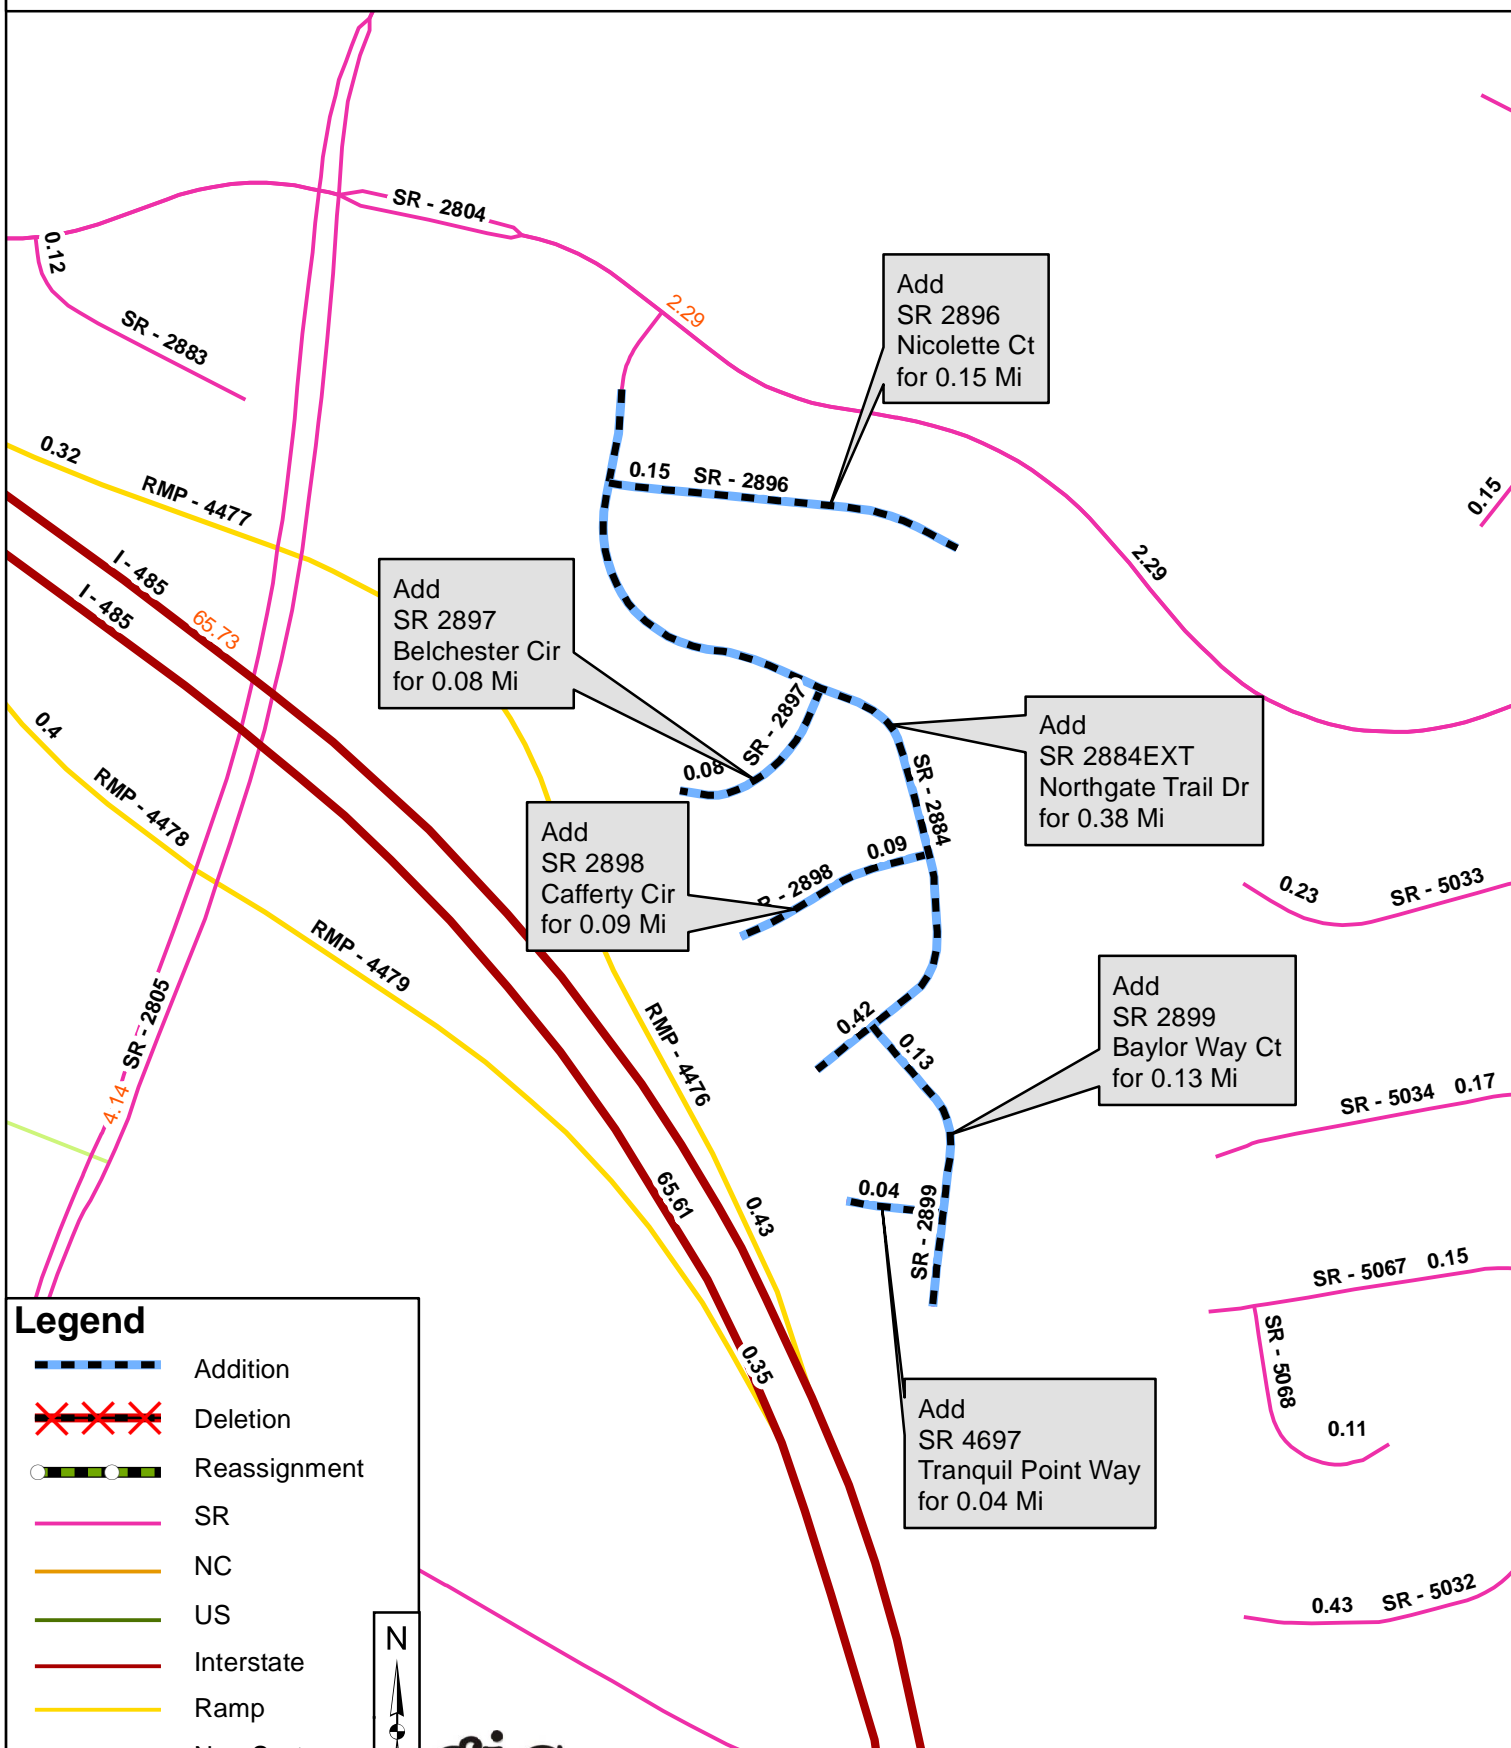 SR - 2804
0.12
SR - 2883
2.29
Add
SR 2896
Nicolette Ct
for 0.15 Mi
0.32
RMP - 4477
0.15 SR - 2896
0.15
I - 485
I - 485
65.73
2.29
Add
SR 2897
Belchester Cir
for 0.08 Mi
SR - 2897
0.08
0.4
RMP - 4478
Add
SR 2884EXT
Northgate Trail Dr
for 0.38 Mi
SR - 2884
Add
SR 2898
Cafferty Cir
for 0.09 Mi
0.09
- 2898
0.23 SR - 5033
RMP - 4479
SR - 2805
4.14
RMP - 4476
0.42
0.13
Add
SR 2899
Baylor Way Ct
for 0.13 Mi
SR - 5034 0.17
65.61
0.43
0.04
SR - 2899
SR - 5067 0.15
SR - 5068
0.11
0.35
Add
SR 4697
Tranquil Point Way
for 0.04 Mi
0.43 SR - 5032
Legend
Addition
Deletion
Reassignment
SR
NC
US
Interstate
Ramp
N